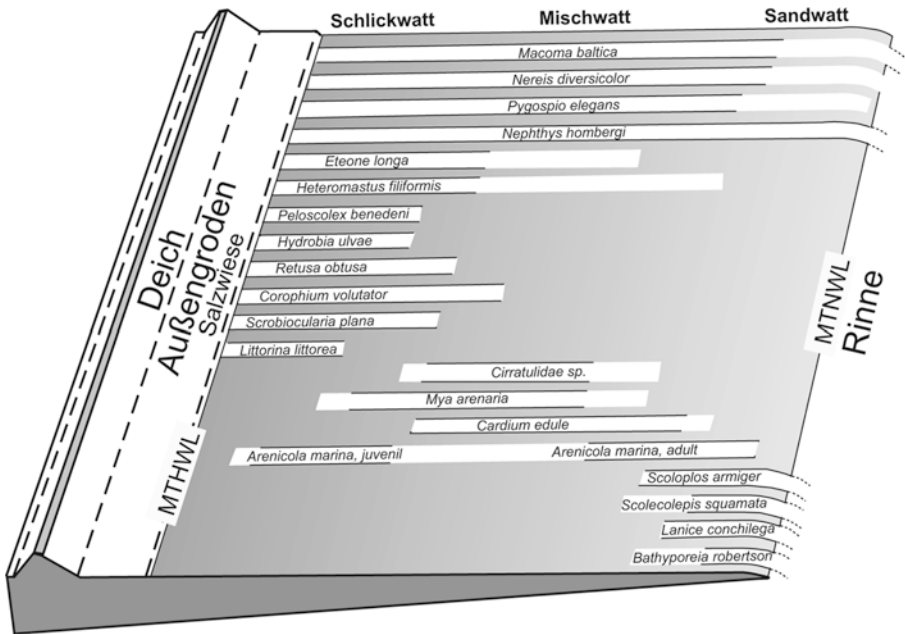 Schlickwatt
Mischwatt
Sandwatt
Macoma baltica
Nereis diversicolor
Pygospio elegans
Nephthys hombergi
Eteone longa
Heteromastus filiformis
Peloscolex benedeni
Hydrobia ulvae
Retusa obtusa
Corophium volutator
Scrobiocularia plana
Littorina littorea
Cirratulidae sp.
Mya arenaria
Cardium edule
Arenicola marina, juvenil
Arenicola marina, adult
Scoloplos armiger
Scolecolepis squamata
Lanice conchilega
Bathyporeia robertson
Deich
Außengroden
Salzwiese
MTHWL
MTNWL
Rinne